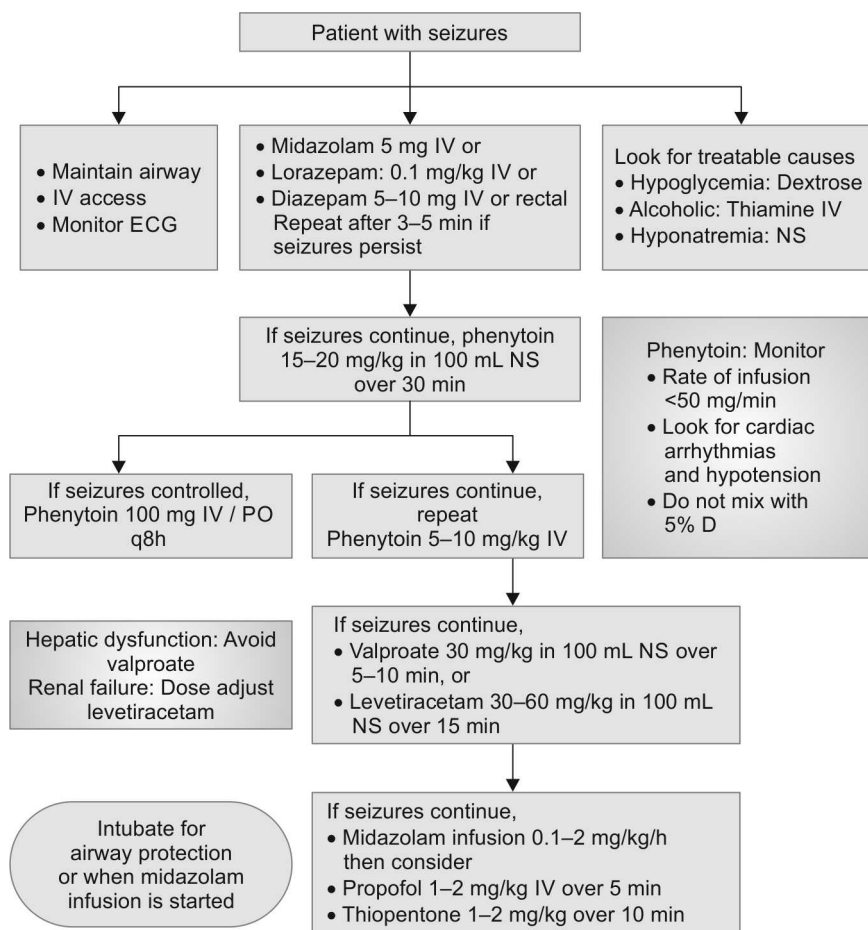 Patient with seizures
• Maintain airway
• IV access
• Monitor ECG
• Midazolam 5 mg IV or
• Lorazepam: 0.1 mg/kg IV or
• Diazepam 5–10 mg IV or rectal
Repeat after 3–5 min if
seizures persist
Look for treatable causes
• Hypoglycemia: Dextrose
• Alcoholic: Thiamine IV
• Hyponatremia: NS
If seizures continue, phenytoin
15–20 mg/kg in 100 mL NS
over 30 min
Phenytoin: Monitor
• Rate of infusion
<50 mg/min
• Look for cardiac
arrhythmias
and hypotension
• Do not mix with
5% D
If seizures controlled,
Phenytoin 100 mg IV / PO
q8h
If seizures continue,
repeat
Phenytoin 5–10 mg/kg IV
Hepatic dysfunction: Avoid
valproate
Renal failure: Dose adjust
levetiracetam
If seizures continue,
• Valproate 30 mg/kg in 100 mL NS over
5–10 min, or
• Levetiracetam 30–60 mg/kg in 100 mL
NS over 15 min
Intubate for
airway protection
or when midazolam
infusion is started
If seizures continue,
• Midazolam infusion 0.1–2 mg/kg/h
then consider
• Propofol 1–2 mg/kg IV over 5 min
• Thiopentone 1–2 mg/kg over 10 min